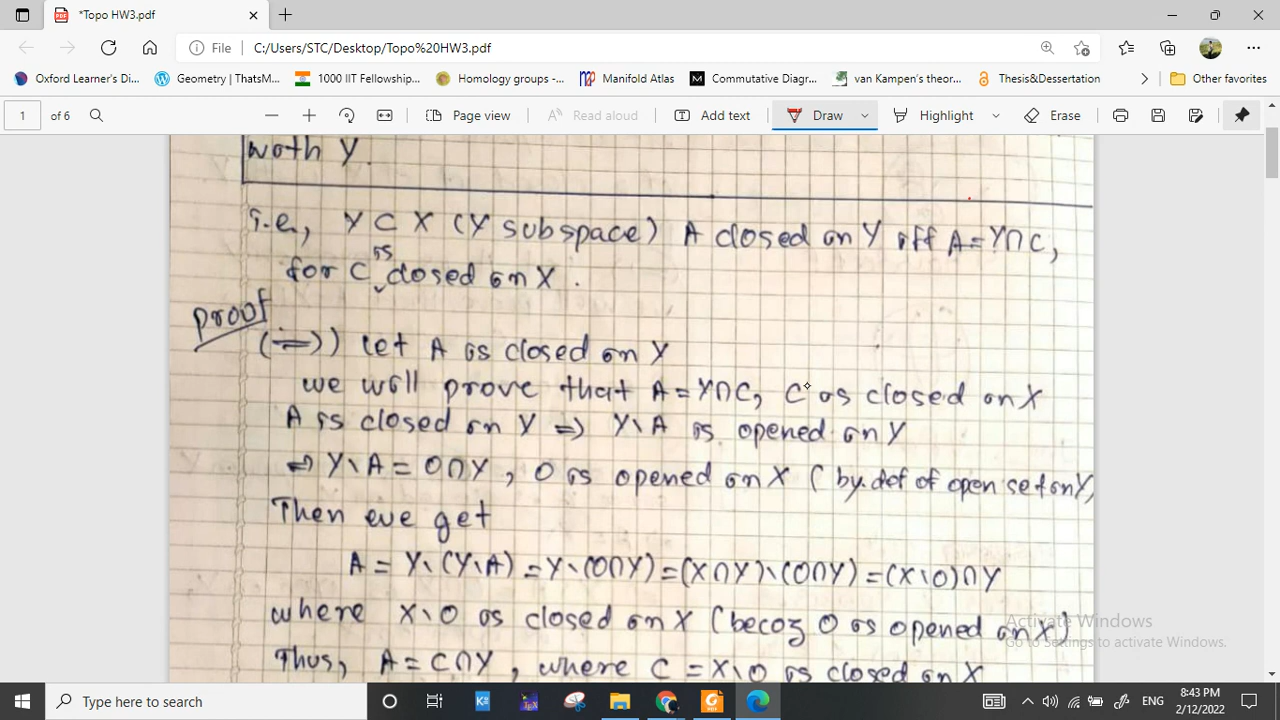 *Topo HW3.pdf
File C:/Users/STC/Desktop/Topo%20HW3.pdf
Oxford Learner's Di... Geometry | ThatsM... 1000 IIT Fellowship... Homology groups -... Manifold Atlas Commutative Diagr... van Kampen's theor... Thesis&Dessertation Other favorites
1 of 6 Page view Read aloud Add text Draw Highlight Erase
with Y.
i.e., Y ⊂ X (Y subspace) A closed in Y iff A = Y∩C,
for C is closed in X.
Proof
(⇒) Let A is closed in Y
we will prove that A = Y∩C, C is closed in X
A is closed in Y ⇒ Y\A is opened in Y
⇒ Y\A = O∩Y, O is opened in X (by def of open set in Y)
Then we get
A = Y\(Y\A) = Y\(O∩Y) = (X∩Y)\(O∩Y) = (X\O)∩Y
where X\O is closed in X (becoz O is opened in X)
Thus, A = C∩Y, where C = X\O is closed in X
Activate Windows
Go to Settings to activate Windows.
Type here to search
ENG
8:43 PM
2/12/2022